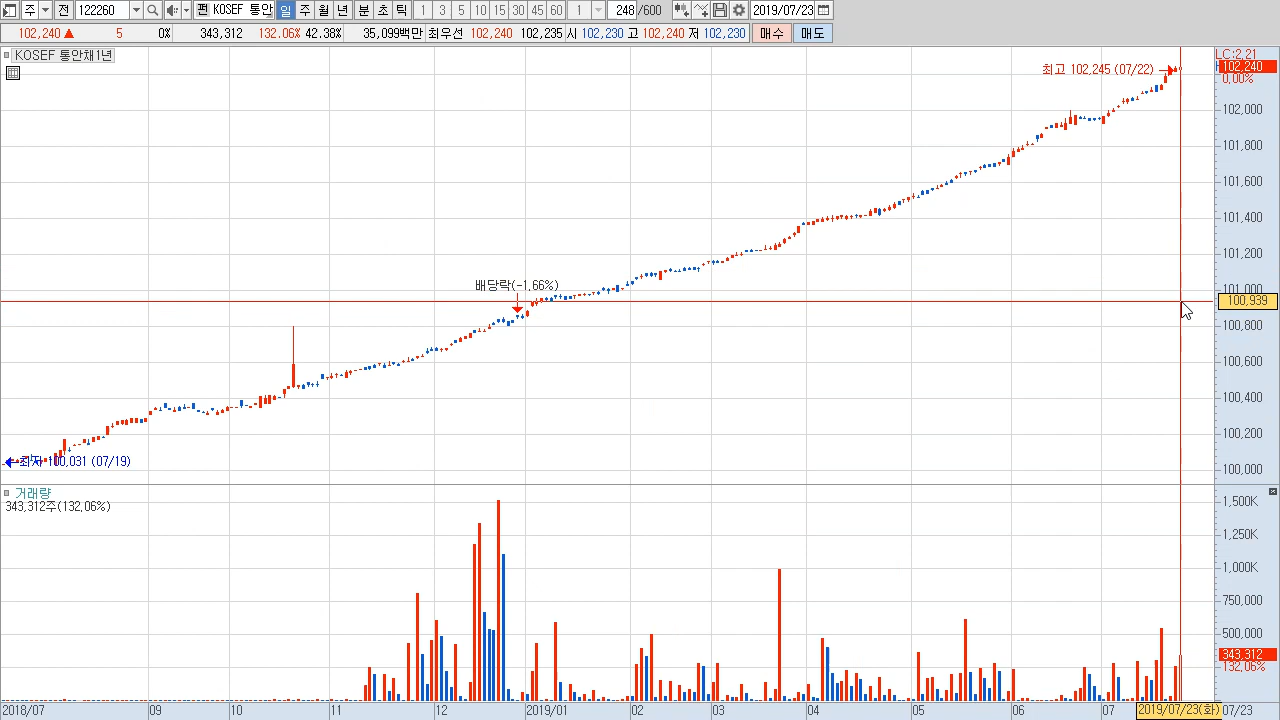 주 전 122260 펀 KOSEF 통안 일 주 월 년 분 초 틱 1 3 5 10 15 30 45 60 1 248 /600 2019/07/23
102,240 ▲ 5 0% 343,312 132.06% 42.38% 35,099백만 최우선 102,240 102,235 시 102,230 고 102,240 저 102,230 매수 매도
KOSEF 통안채1년
LC:2.21
102,240
0.00%
최고 102,245 (07/22)
102,000
101,800
101,600
101,400
101,200
배당락(-1.66%)
101,000
100,939
100,800
100,600
100,400
100,200
최저 100,031 (07/19)
100,000
거래량
343,312주(132.06%)
1,500K
1,250K
1,000K
750,000
500,000
343,312
132.06%
2018/07 09 10 11 12 2019/01 02 03 04 05 06 07 2019/07/23(화) 07/23